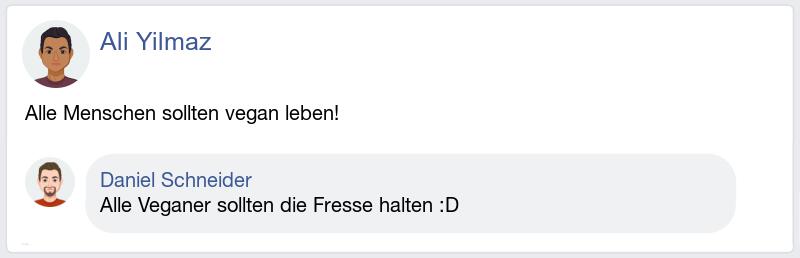 Ali Yilmaz
Alle Menschen sollten vegan leben!
Daniel Schneider
Alle Veganer sollten die Fresse halten :D